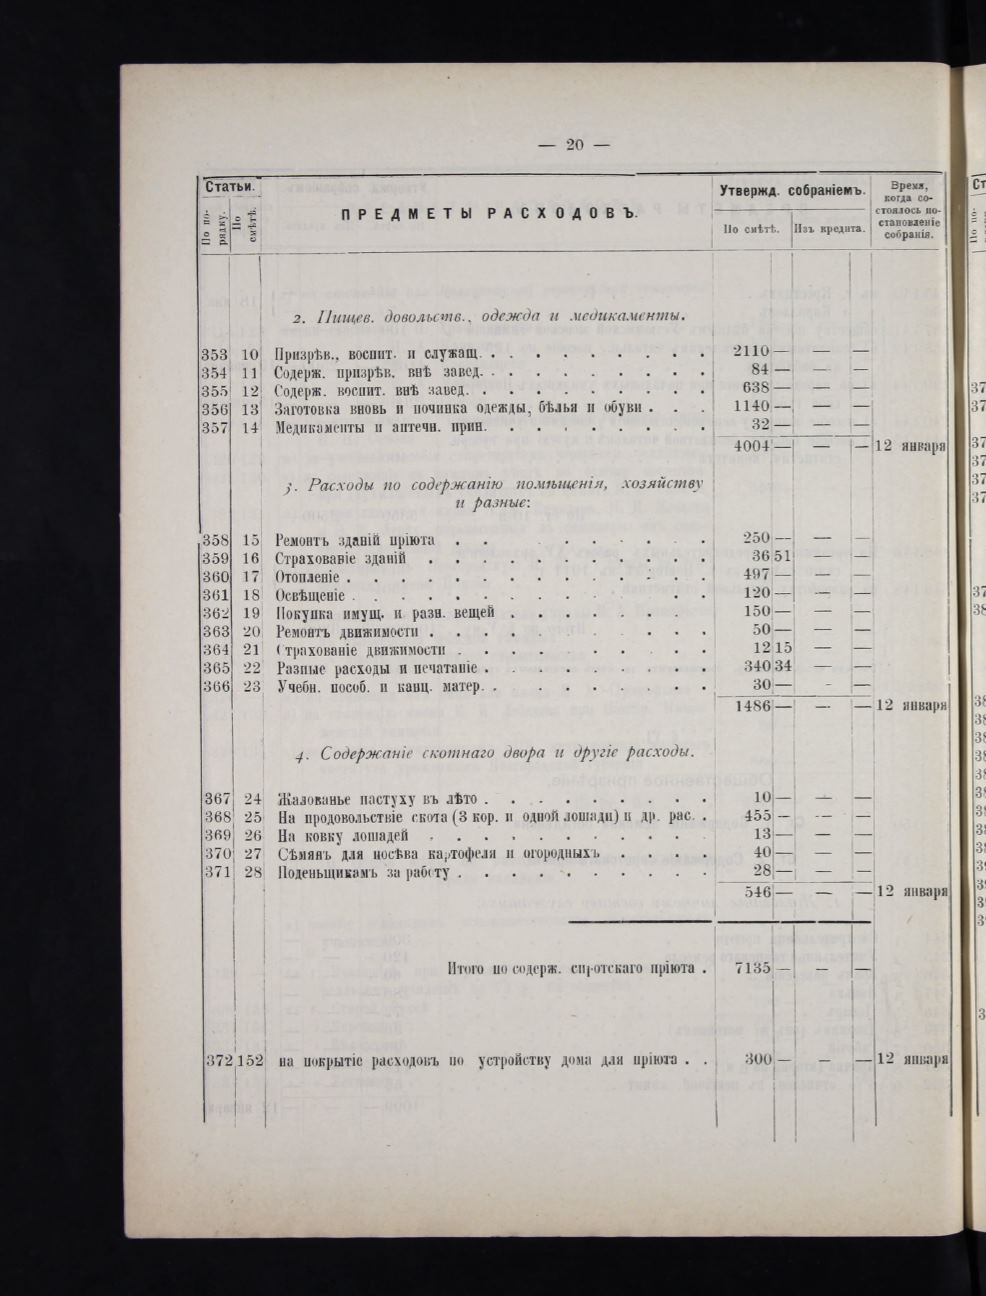 — 20 —
Статьи.
По по-
рядку.
По
смѣтѣ.
ПРЕДМЕТЫ РАСХОДОВЪ.
Утвержд. собраніемъ.
По смѣтѣ.
Изъ кредита.
Время,
когда со-
стоялось по-
становленіе
собранія.
2. Пищев. довольств., одежда и медикаменты.
353 10 Призрѣв., воспит. и служащ. . . . . . . . . 2110 — — —
354 11 Содерж. призрѣв. внѣ завед. . . . . . . . . 84 — — —
355 12 Содерж. воспит. внѣ завед. . . . . . . . . 638 — — —
356 13 Заготовка вновь и починка одежды, бѣлья и обуви . . . 1140 — — —
357 14 Медикаменты и аптечн. прин. . . . . . . . 32 — — —
4004 — — — 12 января
3. Расходы по содержанію помѣщенія, хозяйству
и разные:
358 15 Ремонтъ зданій пріюта . . . . . . . . 250 — — —
359 16 Страхованіе зданій . . . . . . . . . . 36 51 — —
360 17 Отопленіе . . . . . . . . . . . . . 497 — — —
361 18 Освѣщеніе . . . . . . . . . . . . . 120 — — —
362 19 Покупка имущ. и разн. вещей . . . . . . . 150 — — —
363 20 Ремонтъ движимости . . . . . . . . . 50 — — —
364 21 Страхованіе движимости . . . . . . . . . 12 15 — —
365 22 Разные расходы и печатаніе . . . . . . . . . 340 34 — —
366 23 Учебн. пособ. и канц. матер. . . . . . . . . 30 — - —
1486 — — — 12 января
4. Содержаніе скотнаго двора и другіе расходы.
367 24 Жалованье пастуху въ лѣто . . . . . . . . . 10 — — —
368 25 На продовольствіе скота (3 кор. и одной лошади) и др. рас. . 455 — — —
369 26 На ковку лошадей . . . . . . . . . . 13 — — —
370 27 Сѣмянъ для посѣва картофеля и огородныхъ . . . . 40 — — —
371 28 Поденьщикамъ за работу . . . . . . . . . . 28 — — —
546 — — — 12 января
Итого по содерж. сиротскаго пріюта . 7135 — — —
372 152 на покрытіе расходовъ по устройству дома для пріюта . . 300 — — — 12 января